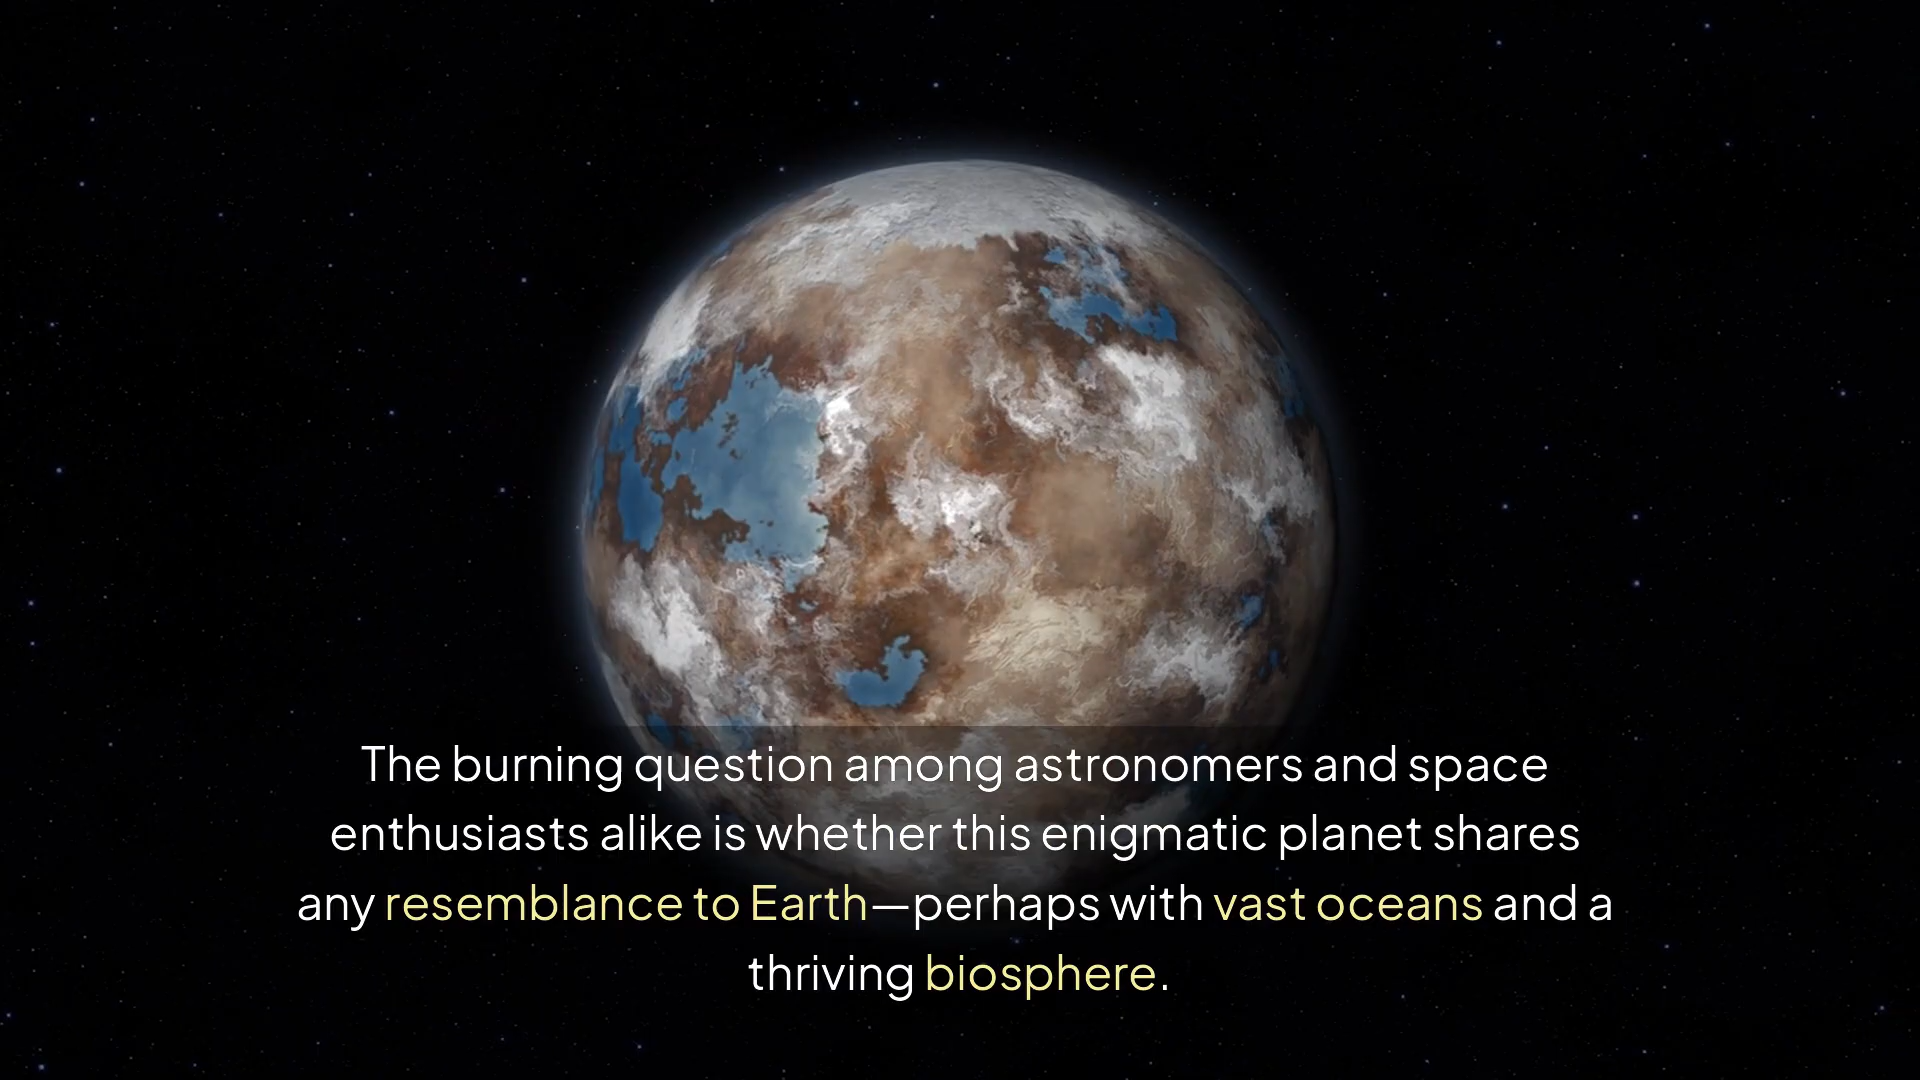 The burning question among astronomers and space
enthusiasts alike is whether this enigmatic planet shares
any resemblance to Earth—perhaps with vast oceans and a
thriving biosphere.